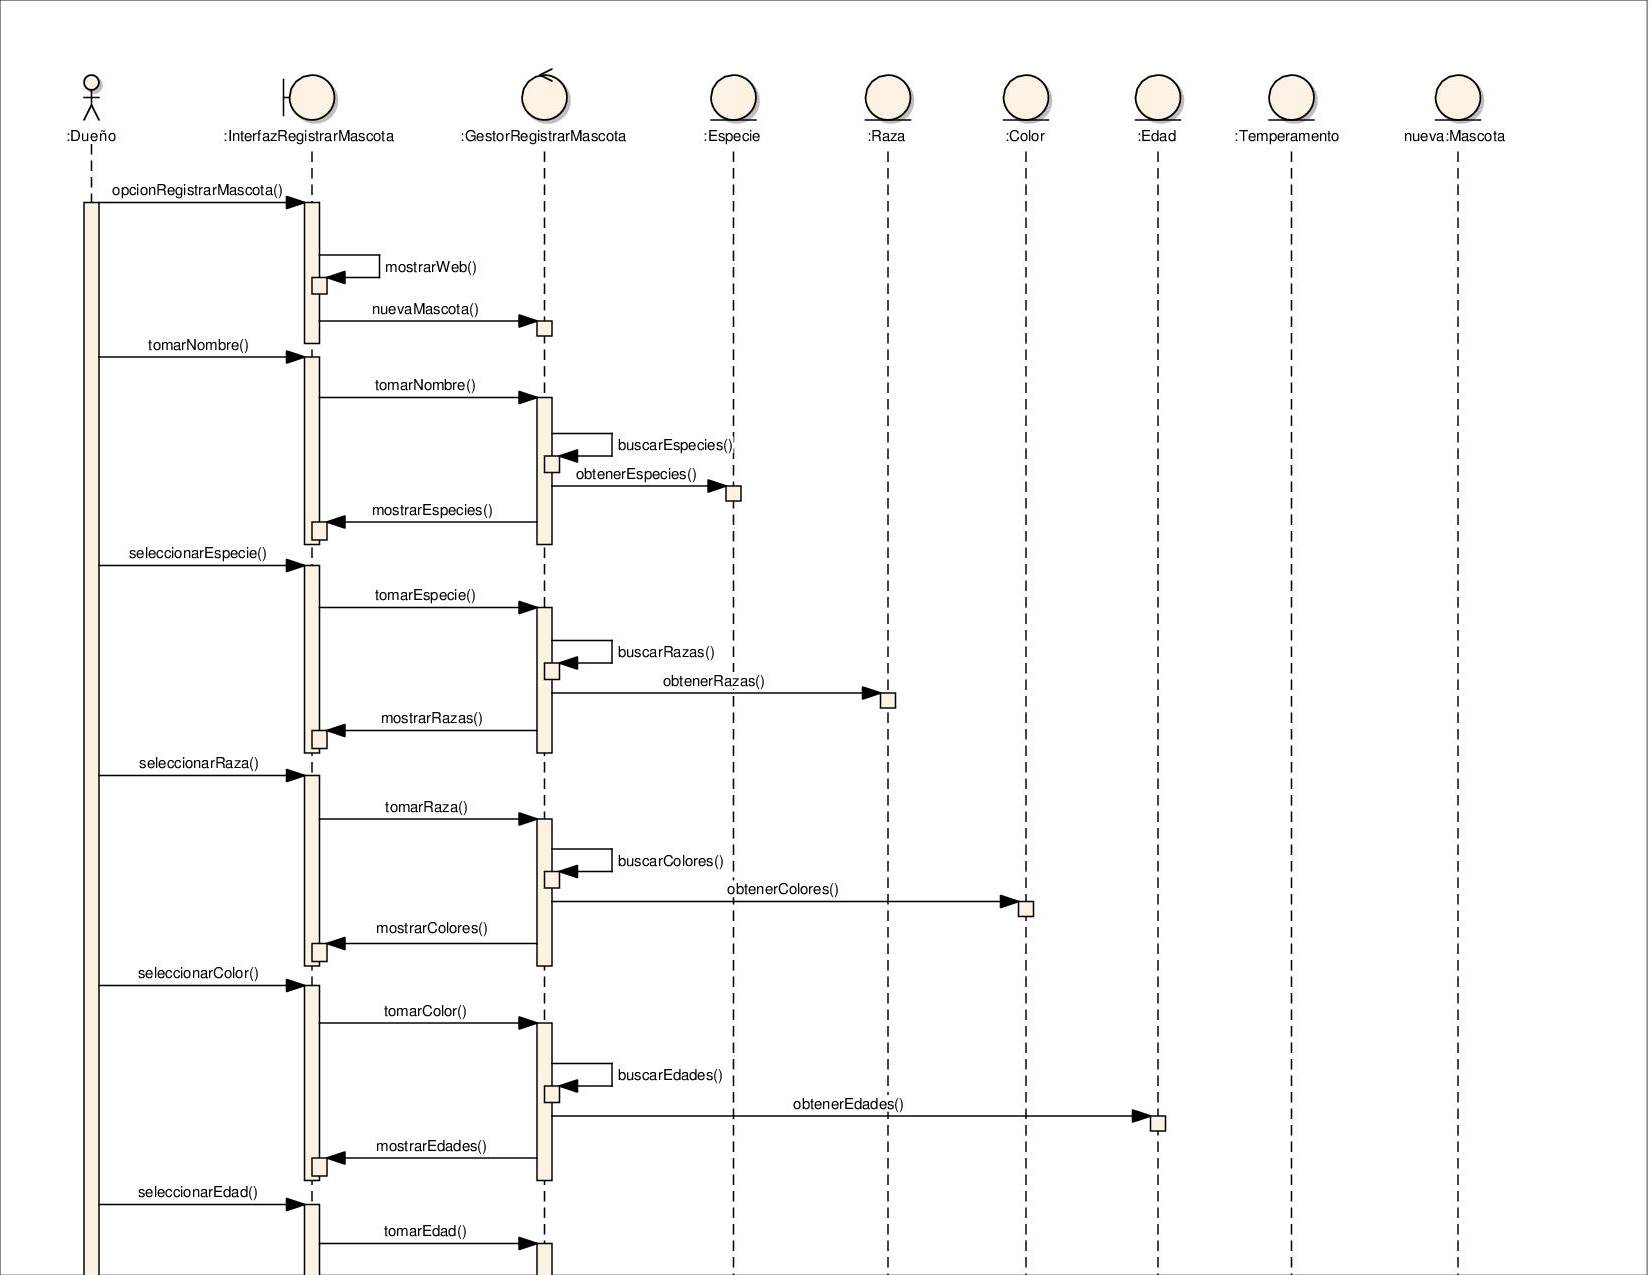 :Dueño
:InterfazRegistrarMascota
:GestorRegistrarMascota
:Especie
:Raza
:Color
:Edad
:Temperamento
nueva:Mascota
opcionRegistrarMascota()
mostrarWeb()
nuevaMascota()
tomarNombre()
tomarNombre()
buscarEspecies()
obtenerEspecies()
mostrarEspecies()
seleccionarEspecie()
tomarEspecie()
buscarRazas()
obtenerRazas()
mostrarRazas()
seleccionarRaza()
tomarRaza()
buscarColores()
obtenerColores()
mostrarColores()
seleccionarColor()
tomarColor()
buscarEdades()
obtenerEdades()
mostrarEdades()
seleccionarEdad()
tomarEdad()